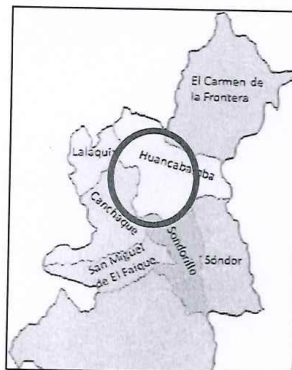 El Carmen de
la Frontera
Lalaquiz
Huancabamba
Canchaque
San Miguel
de El Faique
Sondorillo
Sóndor